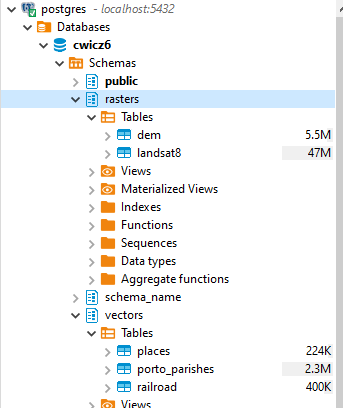 postgres - localhost:5432
Databases
cwicz6
Schemas
public
rasters
Tables
dem 5.5M
landsat8 47M
Views
Materialized Views
Indexes
Functions
Sequences
Data types
Aggregate functions
schema_name
vectors
Tables
places 224K
porto_parishes 2.3M
railroad 400K
Views